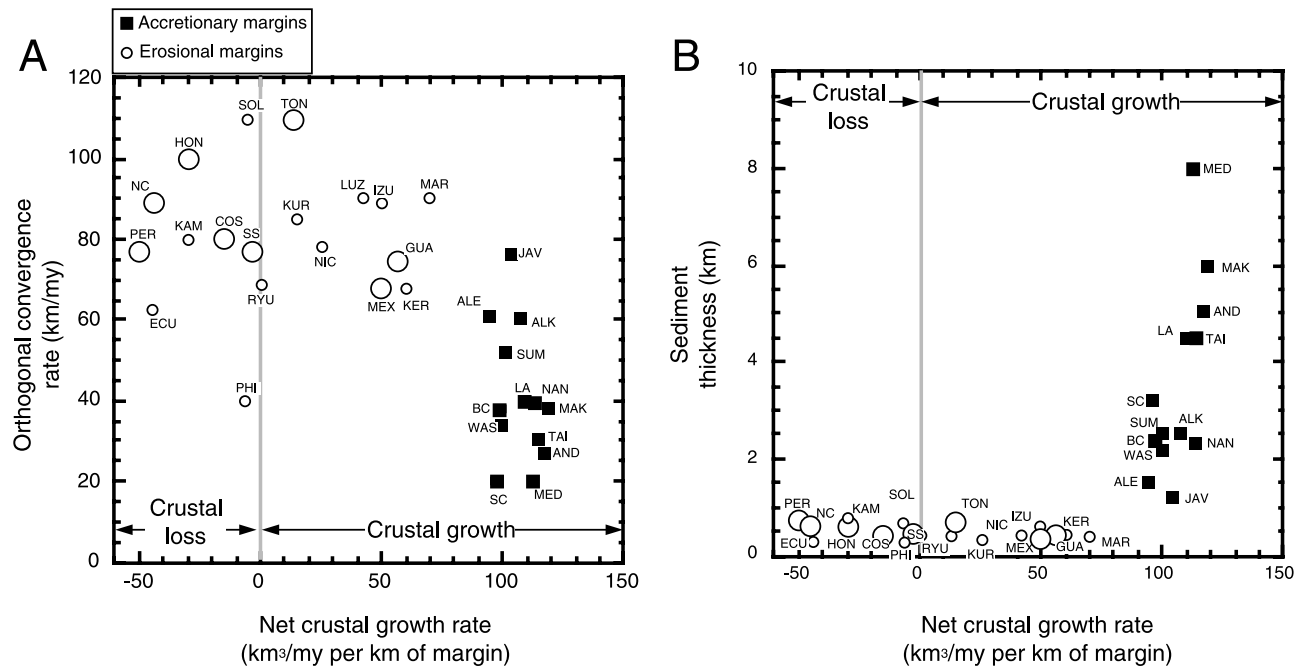 A
Accretionary margins
Erosional margins
120
100
80
60
40
20
0
Orthogonal convergence
rate (km/my)
SOL
TON
HON
NC
LUZ
IZU
MAR
KUR
KAM
COS
SS
PER
NIC
GUA
JAV
RYU
MEX
KER
ECU
ALE
ALK
SUM
PHI
LA
NAN
BC
MAK
WAS
TAI
AND
SC
MED
Crustal
loss
Crustal growth
-50
0
50
100
150
Net crustal growth rate
(km³/my per km of margin)
B
10
8
6
4
2
0
Sediment
thickness (km)
Crustal
loss
Crustal growth
MED
MAK
AND
LA
TAI
SC
SUM
ALK
BC
NAN
WAS
ALE
JAV
PER
NC
KAM
SOL
TON
NIC
IZU
KER
ECU
HON
COS
SS
PHI
RYU
KUR
MEX
GUA
MAR
-50
0
50
100
150
Net crustal growth rate
(km³/my per km of margin)